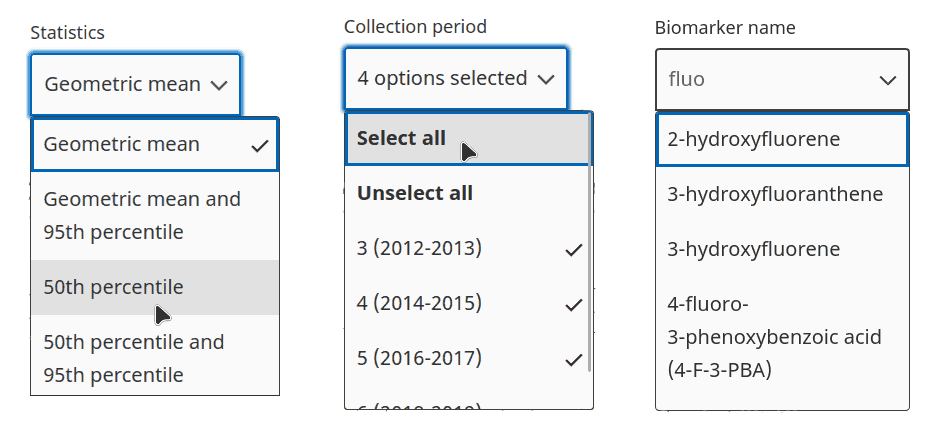 Statistics
Geometric mean
Geometric mean
Geometric mean and
95th percentile
50th percentile
50th percentile and
95th percentile
Collection period
4 options selected
Select all
Unselect all
3 (2012-2013)
4 (2014-2015)
5 (2016-2017)
Biomarker name
fluo
2-hydroxyfluorene
3-hydroxyfluoranthene
3-hydroxyfluorene
4-fluoro-
3-phenoxybenzoic acid
(4-F-3-PBA)